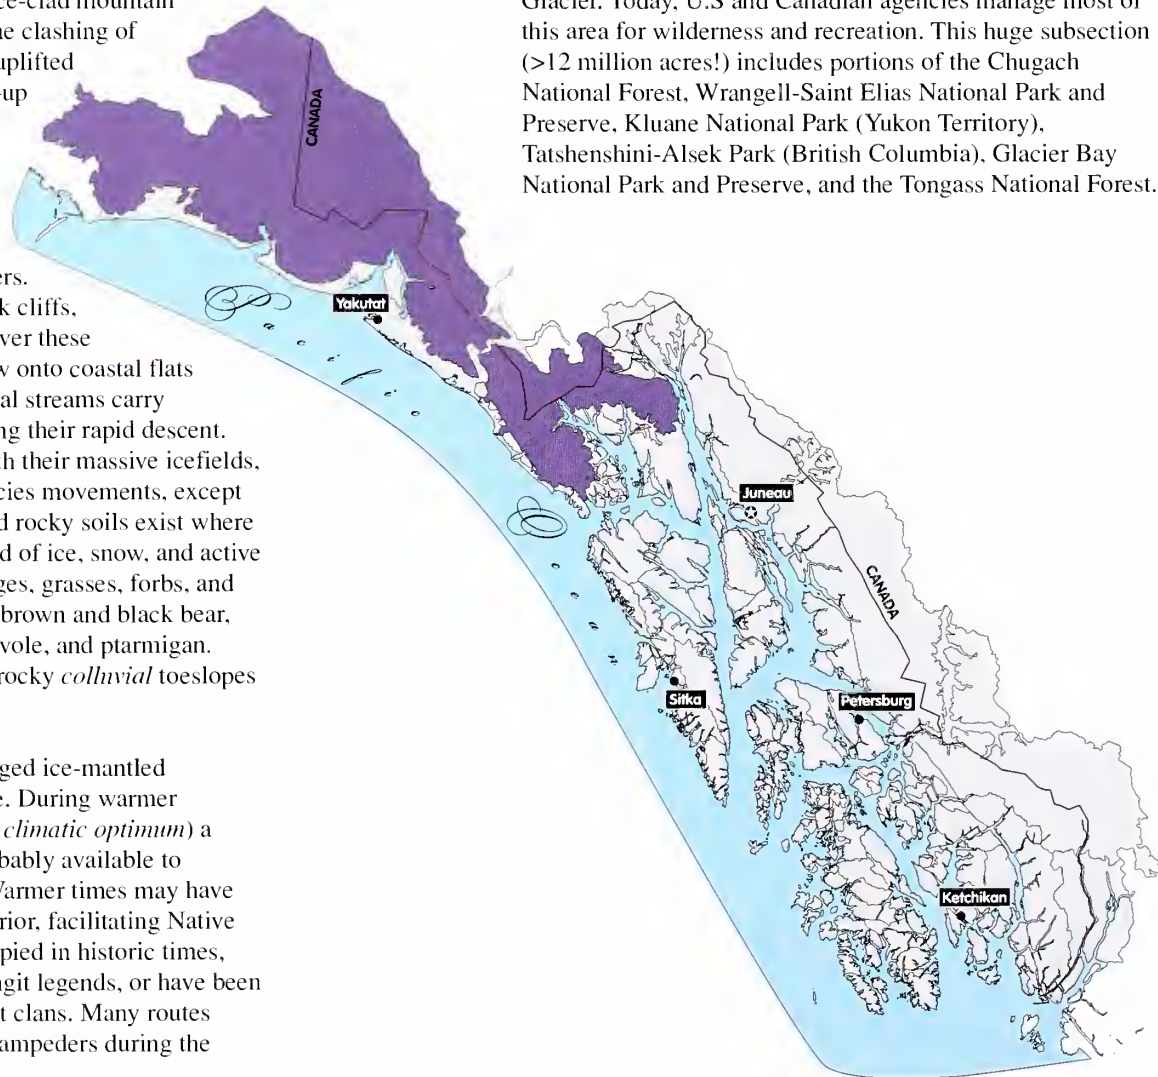 ce-clad mountain
ne clashing of
uplifted
-up
ers.
k cliffs,
ver these
w onto coastal flats
al streams carry
ng their rapid descent.
th their massive icefields,
cies movements, except
d rocky soils exist where
d of ice, snow, and active
ges, grasses, forbs, and
brown and black bear,
vole, and ptarmigan.
rocky colluvial toeslopes
ged ice-mantled
e. During warmer
climatic optimum) a
bably available to
Warmer times may have
rior, facilitating Native
pied in historic times,
ngit legends, or have been
t clans. Many routes
ampeders during the
Glacier. Today, U.S and Canadian agencies manage most of
this area for wilderness and recreation. This huge subsection
(>12 million acres!) includes portions of the Chugach
National Forest, Wrangell-Saint Elias National Park and
Preserve, Kluane National Park (Yukon Territory),
Tatshenshini-Alsek Park (British Columbia), Glacier Bay
National Park and Preserve, and the Tongass National Forest.
CANADA
Yakutat
Pacific
Ocean
Juneau
CANADA
Sitka
Petersburg
Ketchikan